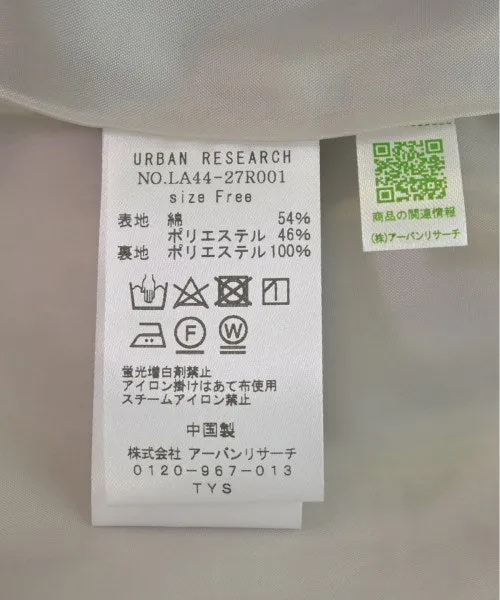 URBAN RESEARCH
NO.LA44-27R001
size Free
表地 綿 54%
ポリエステル 46%
裏地 ポリエステル 100%
F W
蛍光増白剤禁止
アイロン掛けはあて布使用
スチームアイロン禁止
中国製
株式会社 アーバンリサーチ
0120-967-013
TYS
商品の関連情報
(株)アーバンリサーチ